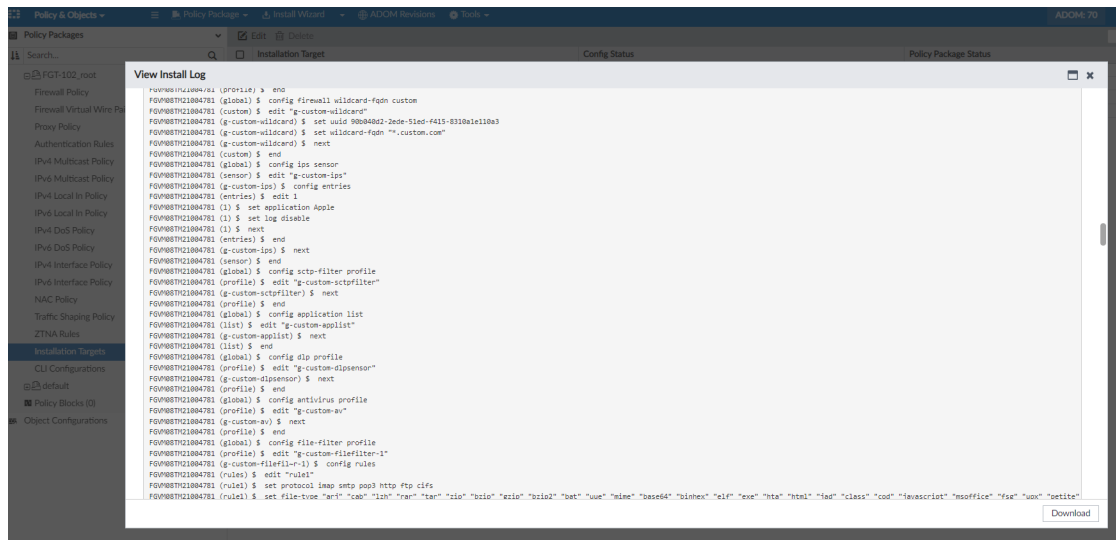 Policy & Objects
Policy Package
Install Wizard
ADOM Revisions
Tools
ADOM: 70
Policy Packages
Edit
Delete
Search...
Installation Target
Config Status
Policy Package Status
FGT-102_root
Firewall Policy
Firewall Virtual Wire Pai
Proxy Policy
Authentication Rules
IPv4 Multicast Policy
IPv6 Multicast Policy
IPv4 Local In Policy
IPv6 Local In Policy
IPv4 DoS Policy
IPv6 DoS Policy
IPv4 Interface Policy
IPv6 Interface Policy
NAC Policy
Traffic Shaping Policy
ZTNA Rules
Installation Targets
CLI Configurations
default
Policy Blocks (0)
Object Configurations
View Install Log
FGVM08TM21004781 (profile) $ end
FGVM08TM21004781 (global) $ config firewall wildcard-fqdn custom
FGVM08TM21004781 (custom) $ edit "g-custom-wildcard"
FGVM08TM21004781 (g-custom-wildcard) $ set uuid 90b040d2-2ede-51ed-f415-8310a1e110a3
FGVM08TM21004781 (g-custom-wildcard) $ set wildcard-fqdn "*.custom.com"
FGVM08TM21004781 (g-custom-wildcard) $ next
FGVM08TM21004781 (custom) $ end
FGVM08TM21004781 (global) $ config ips sensor
FGVM08TM21004781 (sensor) $ edit "g-custom-ips"
FGVM08TM21004781 (g-custom-ips) $ config entries
FGVM08TM21004781 (entries) $ edit 1
FGVM08TM21004781 (1) $ set application Apple
FGVM08TM21004781 (1) $ set log disable
FGVM08TM21004781 (1) $ next
FGVM08TM21004781 (entries) $ end
FGVM08TM21004781 (g-custom-ips) $ next
FGVM08TM21004781 (sensor) $ end
FGVM08TM21004781 (global) $ config sctp-filter profile
FGVM08TM21004781 (profile) $ edit "g-custom-sctpfilter"
FGVM08TM21004781 (g-custom-sctpfilter) $ next
FGVM08TM21004781 (profile) $ end
FGVM08TM21004781 (global) $ config application list
FGVM08TM21004781 (list) $ edit "g-custom-applist"
FGVM08TM21004781 (g-custom-applist) $ next
FGVM08TM21004781 (list) $ end
FGVM08TM21004781 (global) $ config dlp profile
FGVM08TM21004781 (profile) $ edit "g-custom-dlpsensor"
FGVM08TM21004781 (g-custom-dlpsensor) $ next
FGVM08TM21004781 (profile) $ end
FGVM08TM21004781 (global) $ config antivirus profile
FGVM08TM21004781 (profile) $ edit "g-custom-av"
FGVM08TM21004781 (g-custom-av) $ next
FGVM08TM21004781 (profile) $ end
FGVM08TM21004781 (global) $ config file-filter profile
FGVM08TM21004781 (profile) $ edit "g-custom-filefilter-1"
FGVM08TM21004781 (g-custom-filefil~r-1) $ config rules
FGVM08TM21004781 (rules) $ edit "rule1"
FGVM08TM21004781 (rule1) $ set protocol imap smtp pop3 http ftp cifs
FGVM08TM21004781 (rule1) $ set file-type "arj" "cab" "lzh" "rar" "tar" "zip" "bzip" "gzip" "bzip2" "bat" "uue" "mime" "base64" "binhex" "elf" "exe" "hta" "html" "jad" "class" "cod" "javascript" "msoffice" "fsg" "upx" "petite"
Download